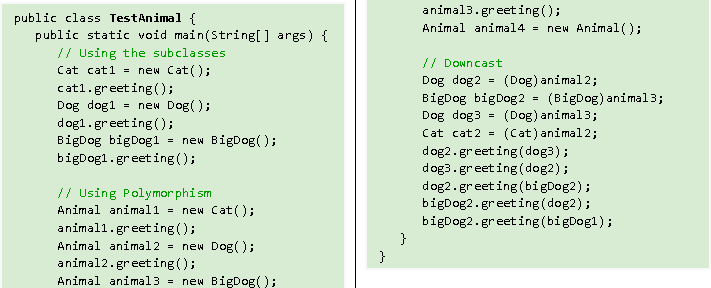 public class TestAnimal {
   public static void main(String[] args) {
      // Using the subclasses
      Cat cat1 = new Cat();
      cat1.greeting();
      Dog dog1 = new Dog();
      dog1.greeting();
      BigDog bigDog1 = new BigDog();
      bigDog1.greeting();

      // Using Polymorphism
      Animal animal1 = new Cat();
      animal1.greeting();
      Animal animal2 = new Dog();
      animal2.greeting();
      Animal animal3 = new BigDog();
      animal3.greeting();
      Animal animal4 = new Animal();

      // Downcast
      Dog dog2 = (Dog)animal2;
      BigDog bigDog2 = (BigDog)animal3;
      Dog dog3 = (Dog)animal3;
      Cat cat2 = (Cat)animal2;
      dog2.greeting(dog3);
      dog3.greeting(dog2);
      dog2.greeting(bigDog2);
      bigDog2.greeting(dog2);
      bigDog2.greeting(bigDog1);
   }
}